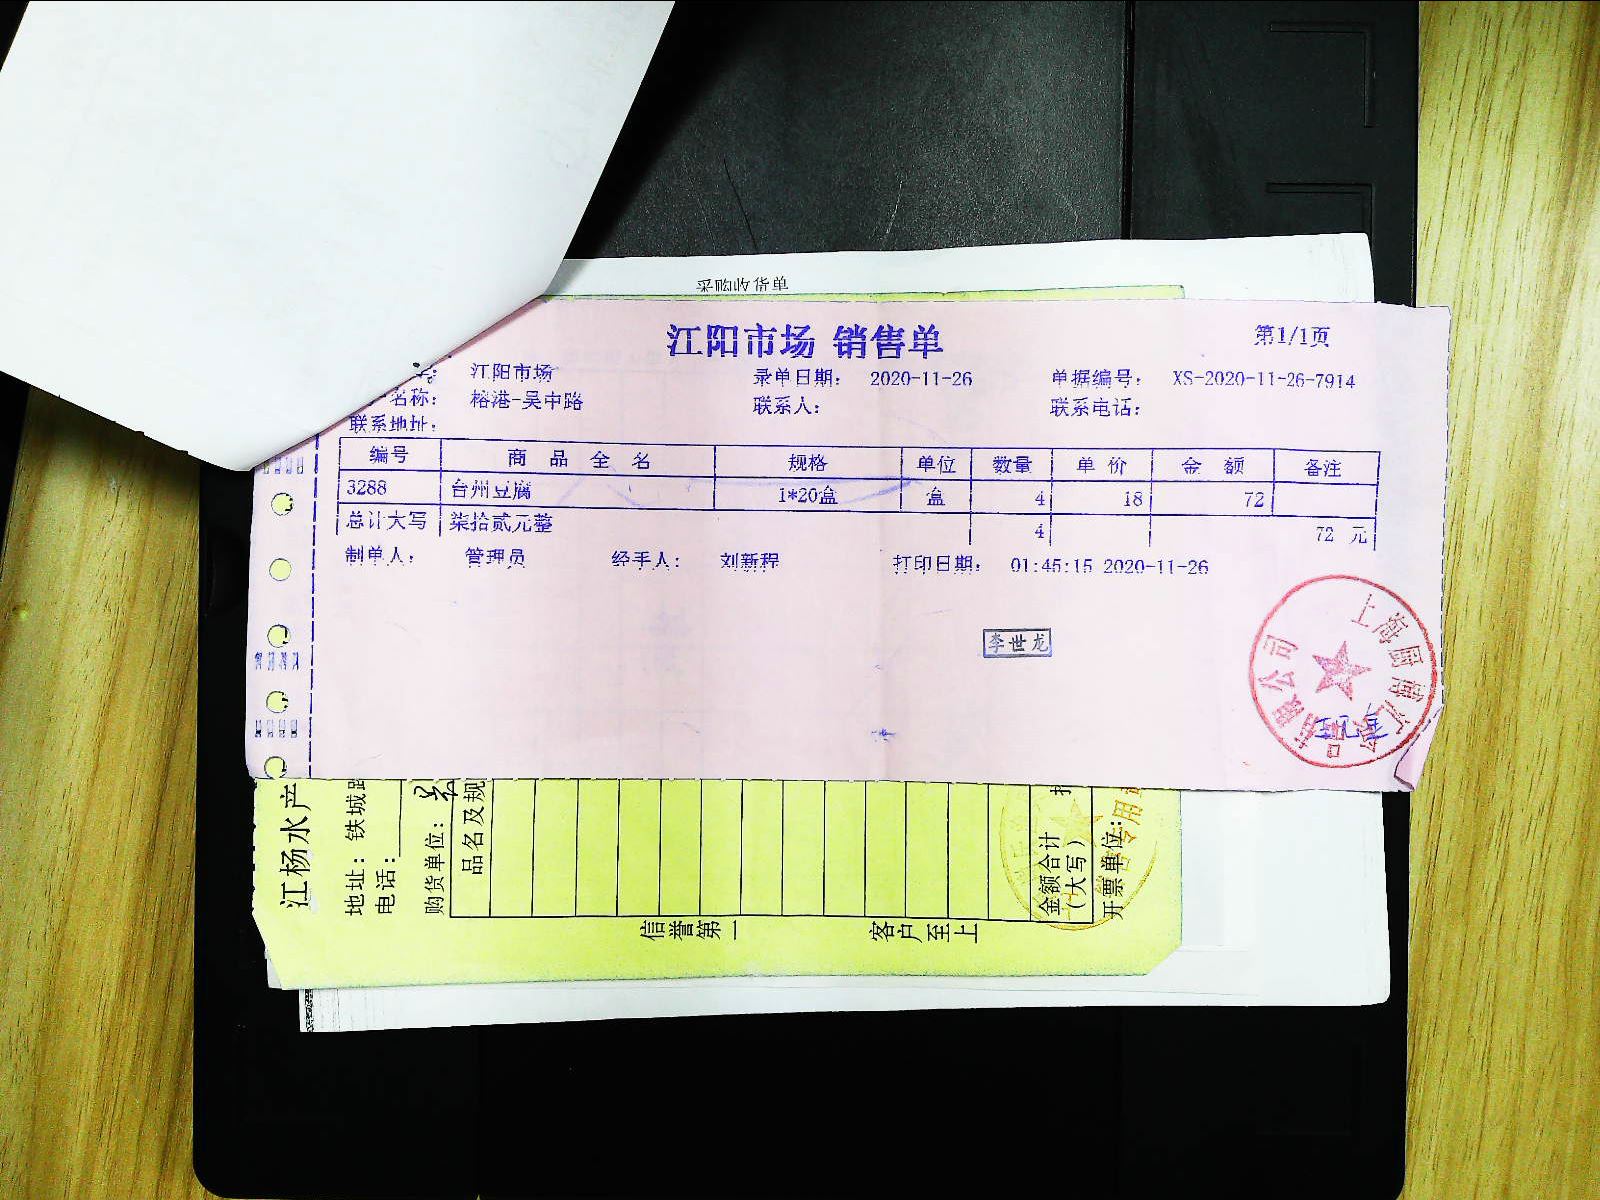 采购收货单
江阳市场 销售单
第1/1页
江阳市场 录单日期： 2020-11-26 单据编号： XS-2020-11-26-7914
名称： 榕港-吴中路 联系人： 联系电话：
联系地址：
编号 商品全名 规格 单位 数量 单价 金额 备注
3288 台州豆腐 1*20盒 盒 4 18 72
总计大写 柒拾贰元整 4 72 元
制单人： 管理员 经手人： 刘新程 打印日期： 01:45:15 2020-11-26
李世龙
上海
限公司
江杨水产
地址：铁城路
电话：
购货单位：
品名及规
金额合计
（大写）
开票单位：
专用
信誉第一 客户至上